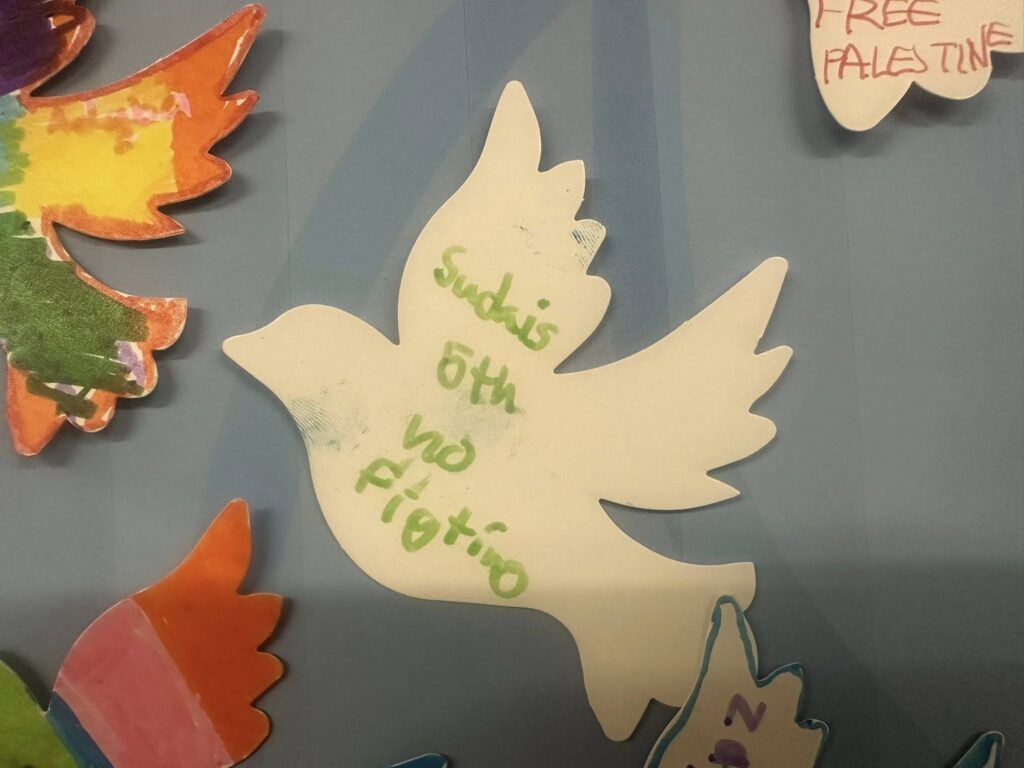 FREE
PALESTINE
Sudais
5th
no
figting
N